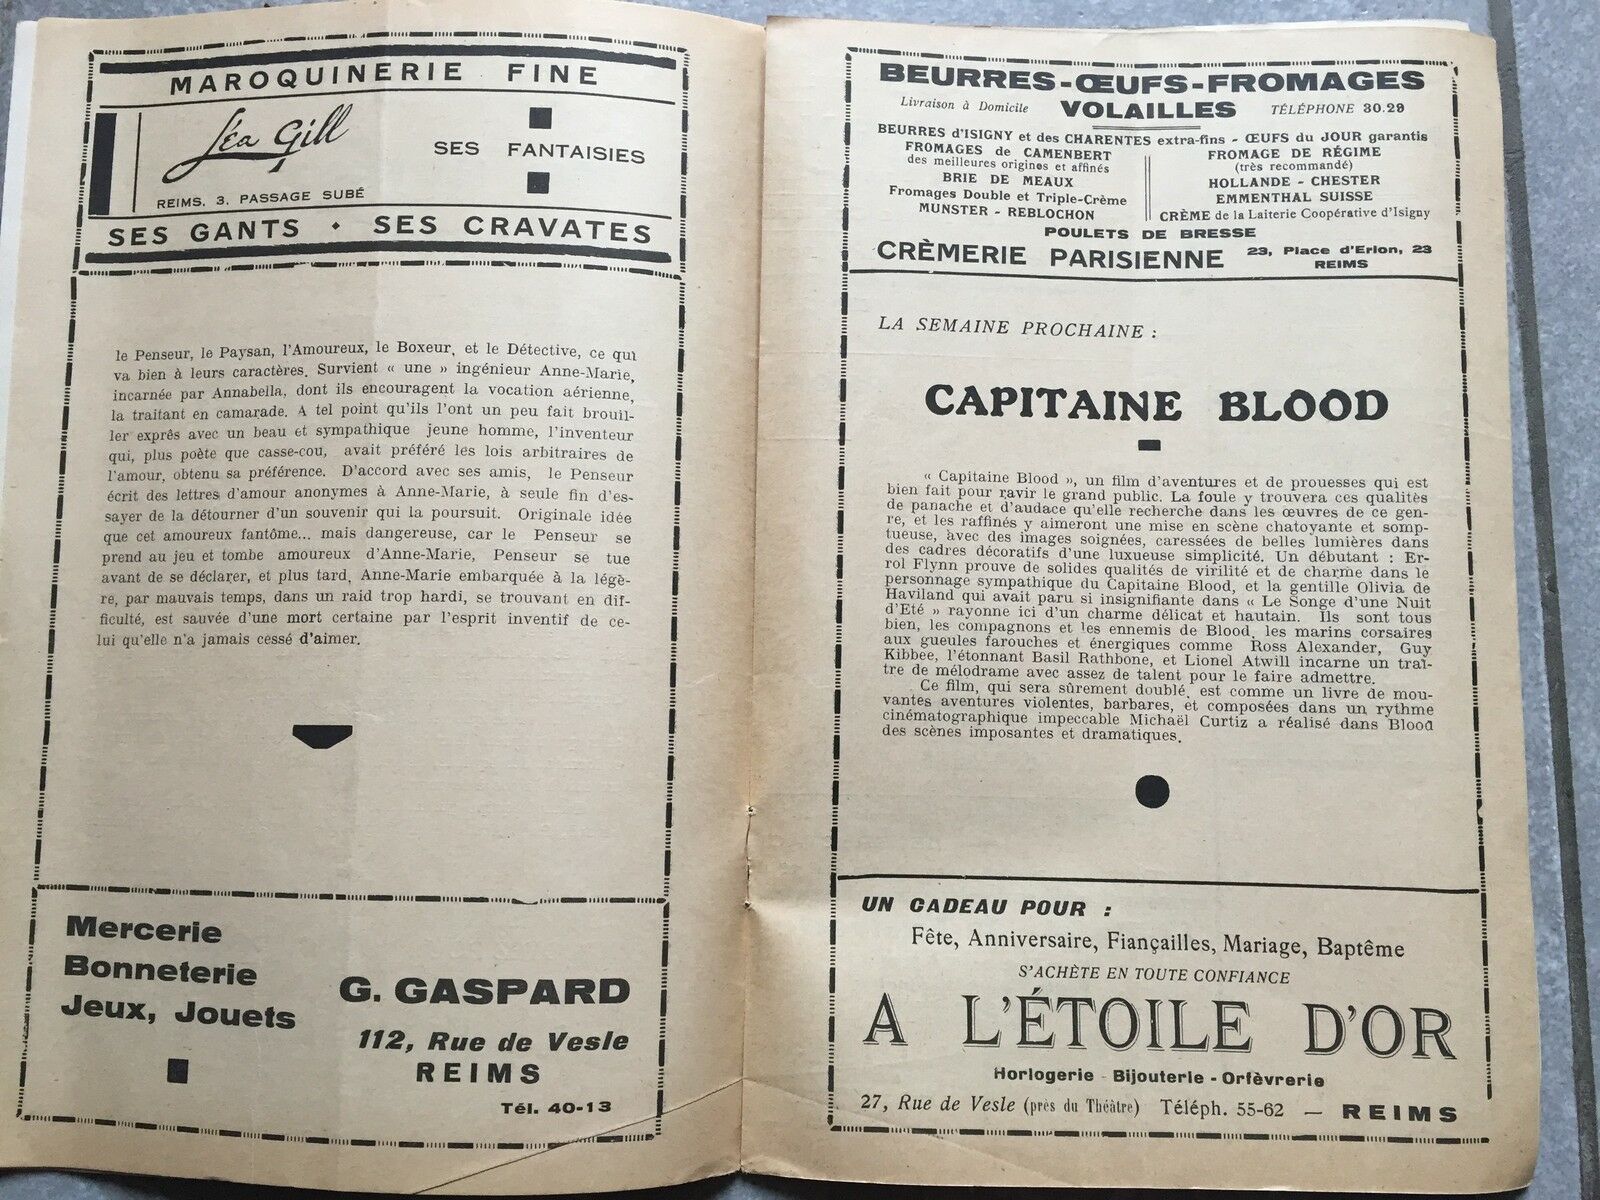 MAROQUINERIE FINE
Léa Gill
SES FANTAISIES
REIMS. 3, PASSAGE SUBÉ
SES GANTS • SES CRAVATES
le Penseur, le Paysan, l'Amoureux, le Boxeur, et le Détective, ce qui
va bien à leurs caractères. Survient « une » ingénieur Anne-Marie,
incarnée par Annabella, dont ils encouragent la vocation aérienne,
la traitant en camarade. A tel point qu'ils l'ont un peu fait brouil-
ler exprès avec un beau et sympathique jeune homme, l'inventeur
qui, plus poète que casse-cou, avait préféré les lois arbitraires de
l'amour, obtenu sa préférence. D'accord avec ses amis, le Penseur
écrit des lettres d'amour anonymes à Anne-Marie, à seule fin d'es-
sayer de la détourner d'un souvenir qui la poursuit. Originale idée
que cet amoureux fantôme... mais dangereuse, car le Penseur se
prend au jeu et tombe amoureux d'Anne-Marie, Penseur se tue
avant de se déclarer, et plus tard, Anne-Marie embarquée à la légè-
re, par mauvais temps, dans un raid trop hardi, se trouvant en dif-
ficulté, est sauvée d'une mort certaine par l'esprit inventif de ce-
lui qu'elle n'a jamais cessé d'aimer.
Mercerie
Bonneterie
Jeux, Jouets
G. GASPARD
112, Rue de Vesle
REIMS
Tél. 40-13
BEURRES-ŒUFS-FROMAGES
Livraison à Domicile VOLAILLES TÉLÉPHONE 30.29
BEURRES d'ISIGNY et des CHARENTES extra-fins - ŒUFS du JOUR garantis
FROMAGES de CAMENBERT
des meilleures origines et affinés
BRIE DE MEAUX
Fromages Double et Triple-Crème
MUNSTER - REBLOCHON
FROMAGE DE RÉGIME
(très recommandé)
HOLLANDE - CHESTER
EMMENTHAL SUISSE
CRÈME de la Laiterie Coopérative d'Isigny
POULETS DE BRESSE
CRÈMERIE PARISIENNE 23, Place d'Erlon, 23
REIMS
LA SEMAINE PROCHAINE :
CAPITAINE BLOOD
« Capitaine Blood », un film d'aventures et de prouesses qui est
bien fait pour ravir le grand public. La foule y trouvera ces qualités
de panache et d'audace qu'elle recherche dans les œuvres de ce gen-
re, et les raffinés y aimeront une mise en scène chatoyante et somp-
tueuse, avec des images soignées, caressées de belles lumières dans
des cadres décoratifs d'une luxueuse simplicité. Un débutant : Er-
rol Flynn prouve de solides qualités de virilité et de charme dans le
personnage sympathique du Capitaine Blood, et la gentille Olivia de
Haviland qui avait paru si insignifiante dans « Le Songe d'une Nuit
d'Eté » rayonne ici d'un charme délicat et hautain. Ils sont tous
bien, les compagnons et les ennemis de Blood, les marins corsaires
aux gueules farouches et énergiques comme Ross Alexander, Guy
Kibbee, l'étonnant Basil Rathbone, et Lionel Atwill incarne un traî-
tre de mélodrame avec assez de talent pour le faire admettre.
Ce film, qui sera sûrement doublé, est comme un livre de mou-
vantes aventures violentes, barbares, et composées dans un rythme
cinématographique impeccable Michaël Curtiz a réalisé dans Blood
des scènes imposantes et dramatiques.
UN CADEAU POUR :
Fête, Anniversaire, Fiançailles, Mariage, Baptême
S'ACHÈTE EN TOUTE CONFIANCE
A L'ÉTOILE D'OR
Horlogerie - Bijouterie - Orfèvrerie
27, Rue de Vesle (près du Théâtre) Téléph. 55-62 — REIMS